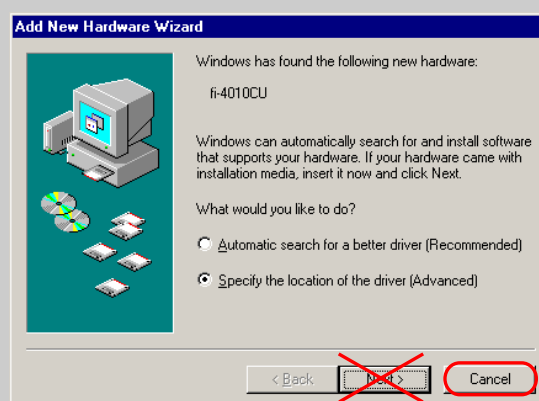 Add New Hardware Wizard
Windows has found the following new hardware:
fi-4010CU
Windows can automatically search for and install software
that supports your hardware. If your hardware came with
installation media, insert it now and click Next.
What would you like to do?
Automatic search for a better driver (Recommended)
Specify the location of the driver (Advanced)
< Back
Next >
Cancel